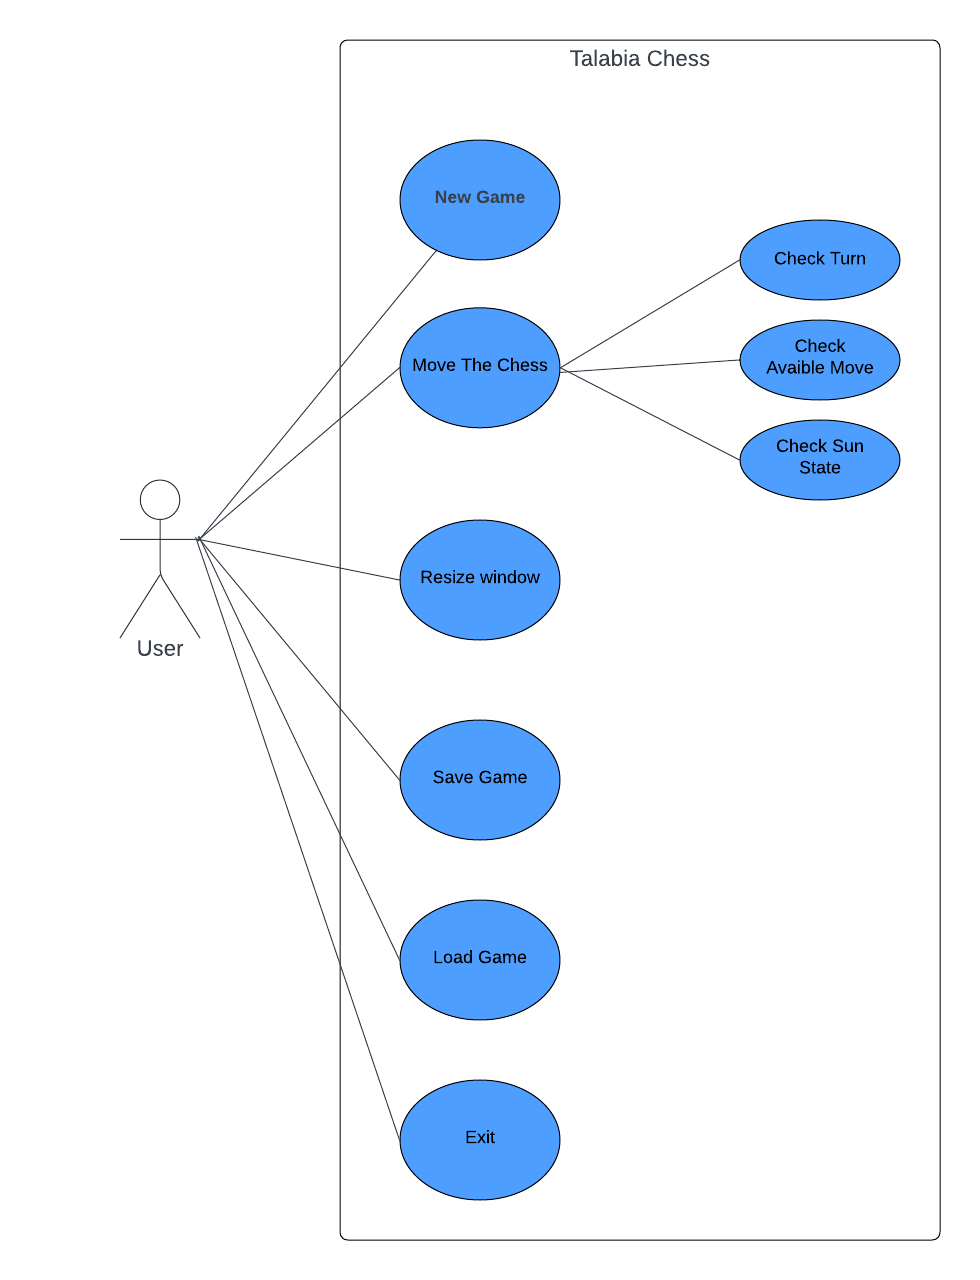 Talabia Chess
New Game
Check Turn
Move The Chess
Check
Avaible Move
Check Sun
State
Resize window
User
Save Game
Load Game
Exit